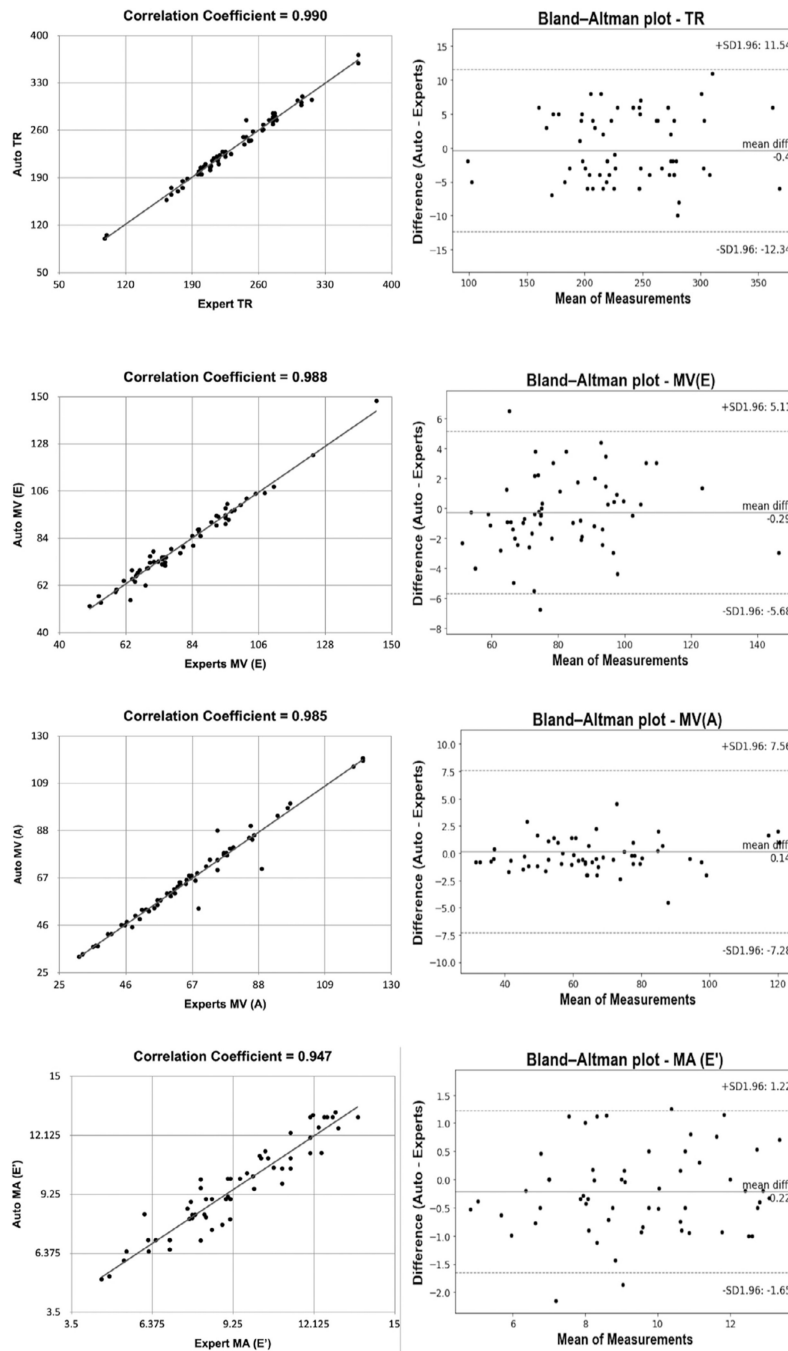 Correlation Coefficient = 0.990
400
330
260
190
120
50
Auto TR
50 120 190 260 330 400
Expert TR
Bland–Altman plot - TR
+SD1.96: 11.54
mean diff
-0.4
-SD1.96: -12.34
15
10
5
0
−5
−10
−15
Difference (Auto - Experts)
100 150 200 250 300 350
Mean of Measurements
Correlation Coefficient = 0.988
150
128
106
84
62
40
Auto MV (E)
40 62 84 106 128 150
Experts MV (E)
Bland–Altman plot - MV(E)
+SD1.96: 5.11
mean diff
-0.29
-SD1.96: -5.68
6
4
2
0
−2
−4
−6
−8
Difference (Auto - Experts)
60 80 100 120 140
Mean of Measurements
Correlation Coefficient = 0.985
130
109
88
67
46
25
Auto MV (A)
25 46 67 88 109 130
Experts MV (A)
Bland–Altman plot - MV(A)
+SD1.96: 7.56
mean diff
0.14
-SD1.96: -7.28
10.0
7.5
5.0
2.5
0.0
−2.5
−5.0
−7.5
−10.0
Difference (Auto - Experts)
40 60 80 100 120
Mean of Measurements
Correlation Coefficient = 0.947
15
12.125
9.25
6.375
3.5
Auto MA (E')
3.5 6.375 9.25 12.125 15
Expert MA (E')
Bland–Altman plot - MA (E')
+SD1.96: 1.22
mean diff
-0.22
-SD1.96: -1.65
1.5
1.0
0.5
0.0
−0.5
−1.0
−1.5
−2.0
Difference (Auto - Experts)
6 8 10 12
Mean of Measurements